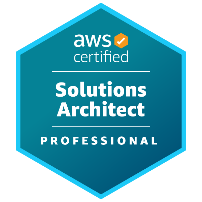 aws
certified
Solutions
Architect
PROFESSIONAL